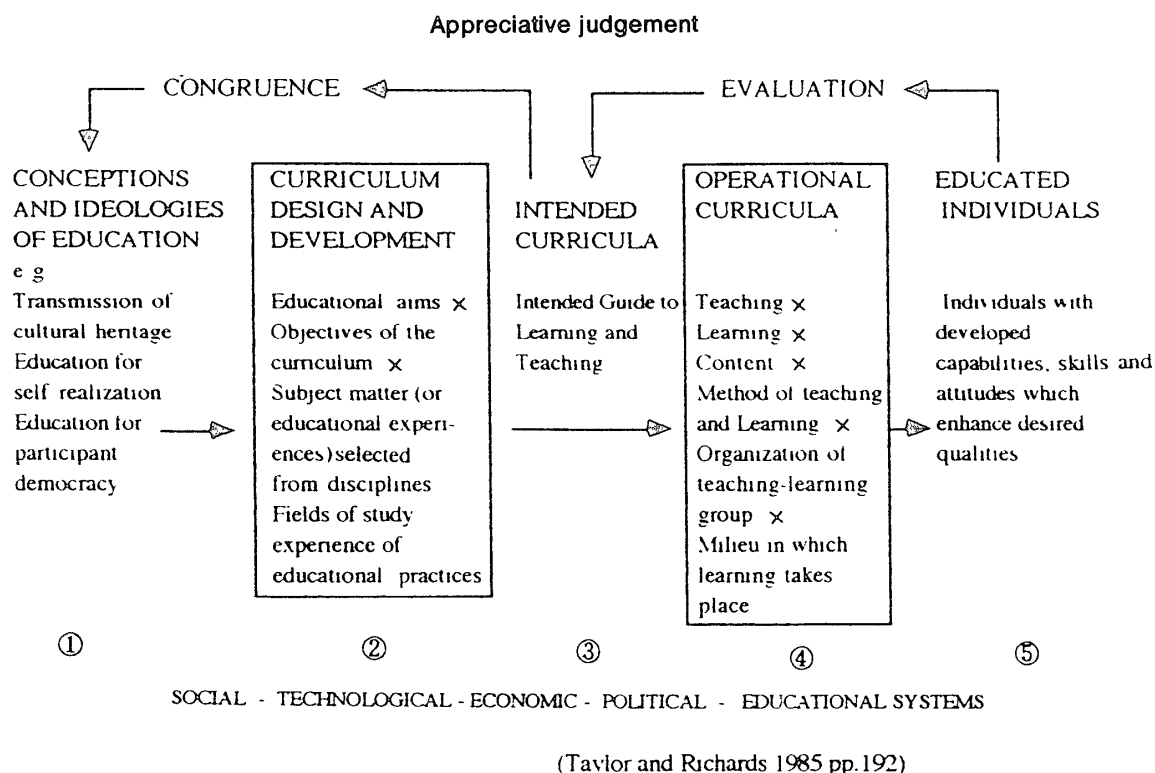 Appreciative judgement
CONGRUENCE
EVALUATION
CONCEPTIONS
AND IDEOLOGIES
OF EDUCATION
e g
Transmission of
cultural heritage
Education for
self realization
Education for
participant
democracy
CURRICULUM
DESIGN AND
DEVELOPMENT
Educational aims ×
Objectives of the
curriculum ×
Subject matter (or
educational experi-
ences) selected
from disciplines
Fields of study
experience of
educational practices
INTENDED
CURRICULA
Intended Guide to
Learning and
Teaching
OPERATIONAL
CURRICULA
Teaching ×
Learning ×
Content ×
Method of teaching
and Learning ×
Organization of
teaching-learning
group ×
Milieu in which
learning takes
place
EDUCATED
INDIVIDUALS
Individuals with
developed
capabilities, skills and
attitudes which
enhance desired
qualities
① ② ③ ④ ⑤
SOCIAL - TECHNOLOGICAL - ECONOMIC - POLITICAL - EDUCATIONAL SYSTEMS
(Taylor and Richards 1985 pp.192)